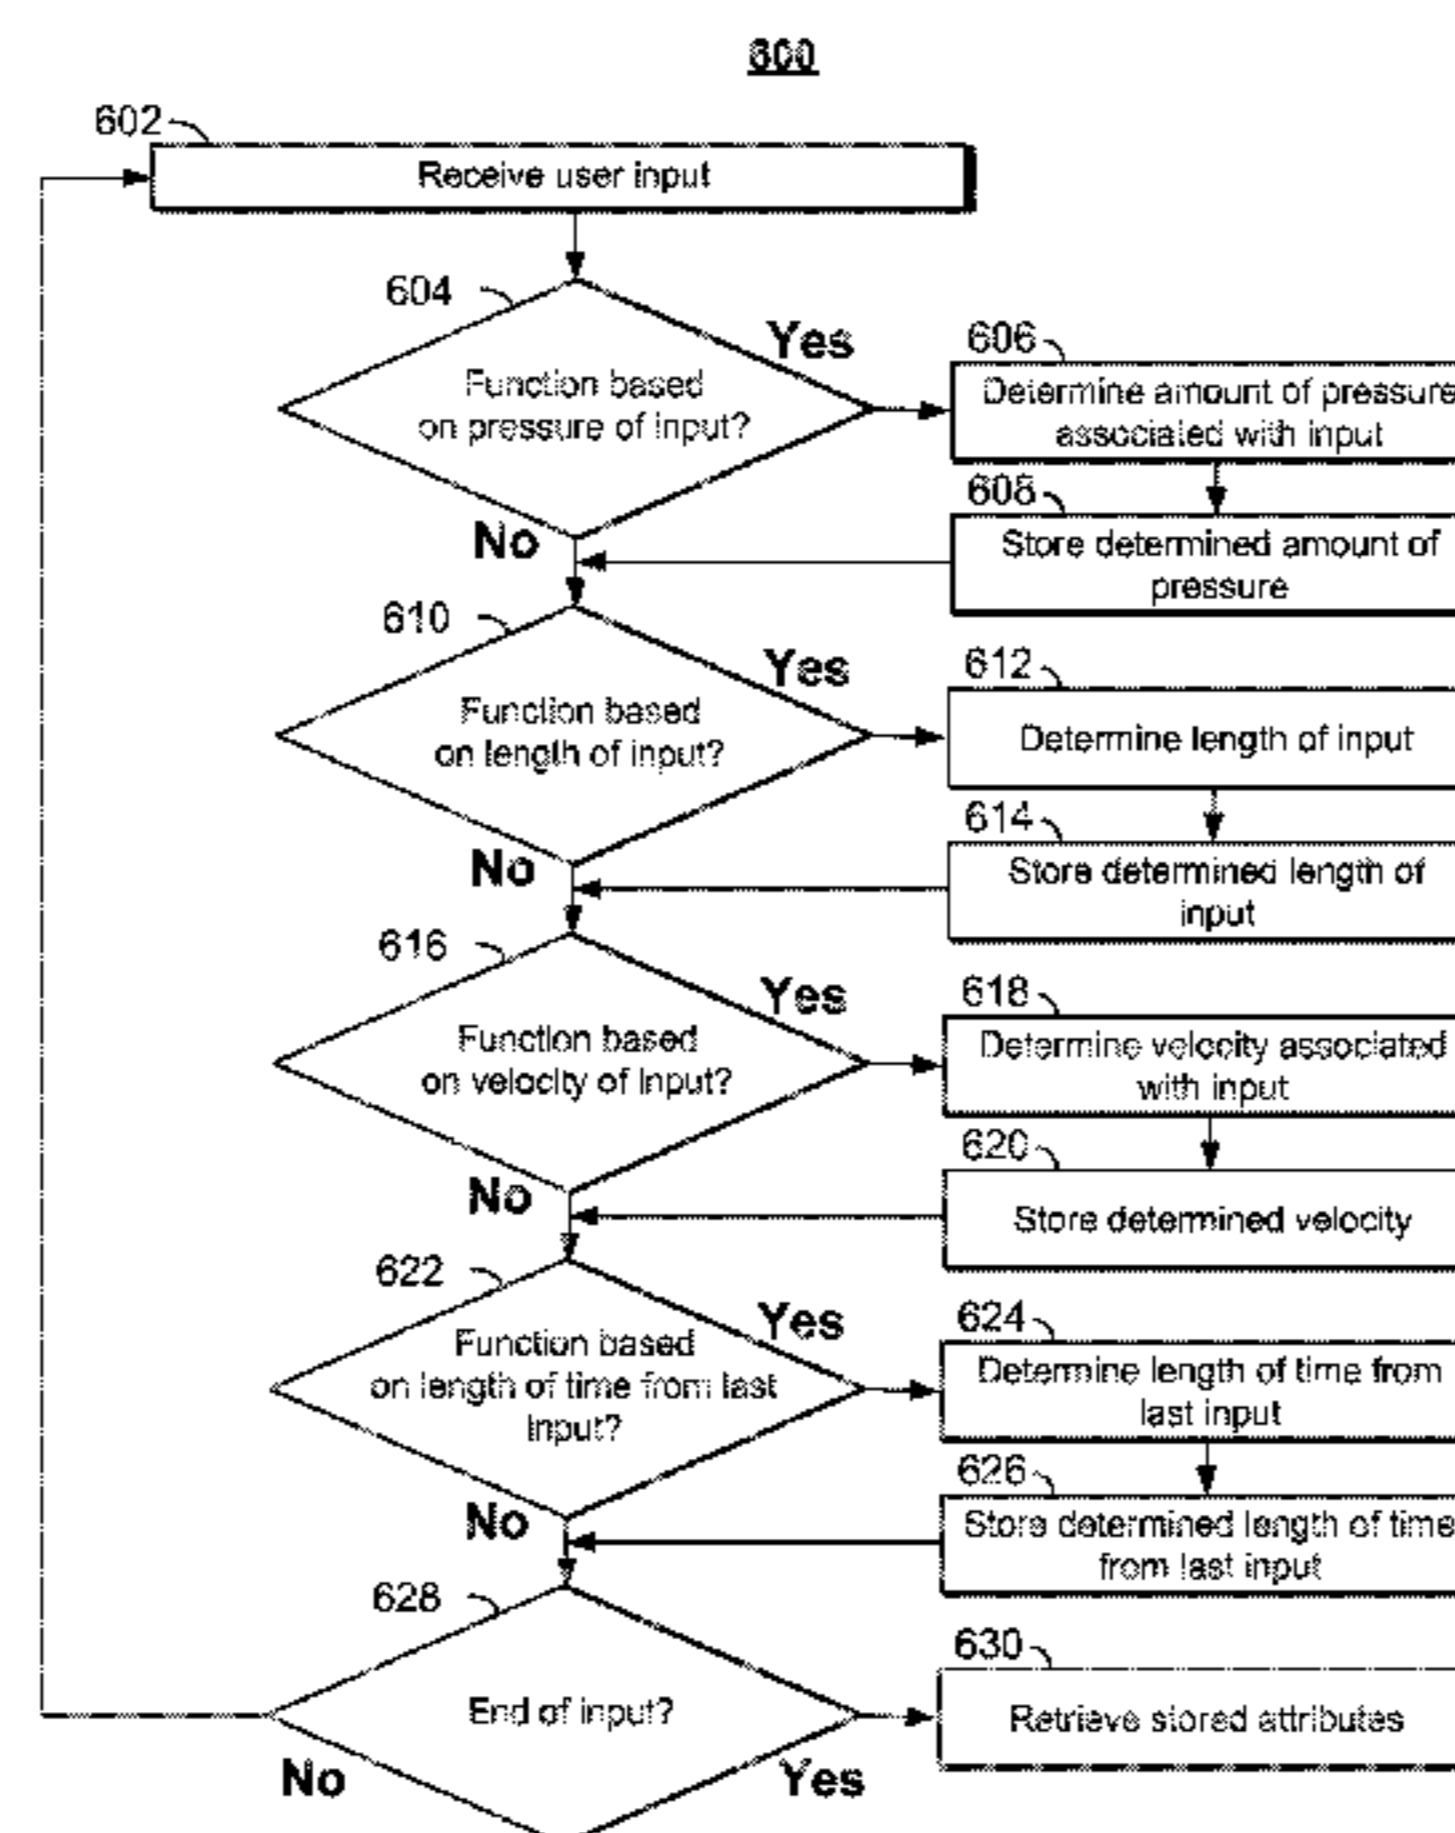 600
602
Receive user input
604
Function based
on pressure of input?
Yes
No
606
Determine amount of pressure
associated with input
608
Store determined amount of
pressure
610
Function based
on length of input?
Yes
No
612
Determine length of input
614
Store determined length of
input
616
Function based
on velocity of input?
Yes
No
618
Determine velocity associated
with input
620
Store determined velocity
622
Function based
on length of time from last
input?
Yes
No
624
Determine length of time from
last input
626
Store determined length of time
from last input
628
End of input?
No
Yes
630
Retrieve stored attributes